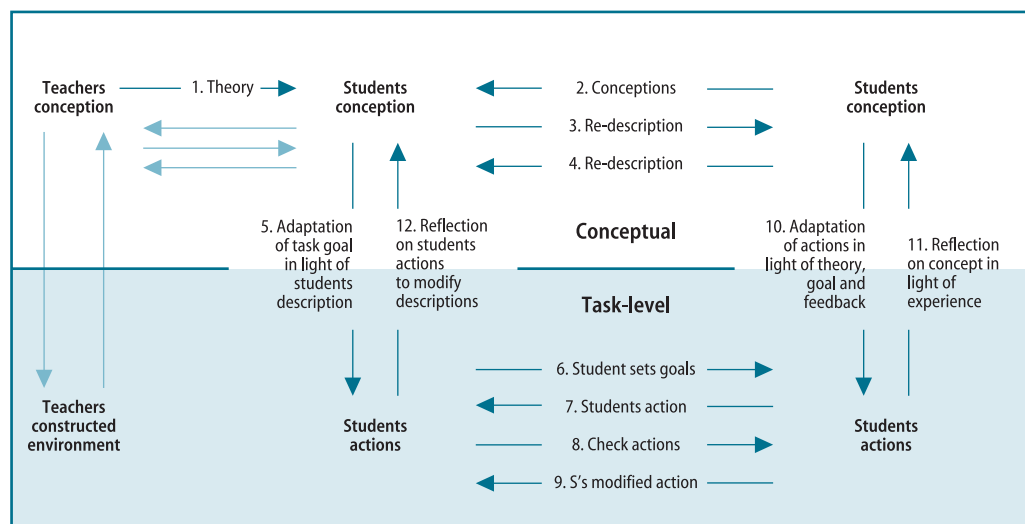 Teachers
conception
1. Theory
Students
conception
2. Conceptions
Students
conception
3. Re-description
4. Re-description
5. Adaptation
of task goal
in light of
students
description
12. Reflection
on students
actions
to modify
descriptions
Conceptual
10. Adaptation
of actions in
light of theory,
goal and
feedback
11. Reflection
on concept in
light of
experience
Task-level
6. Student sets goals
7. Students action
8. Check actions
9. S's modified action
Teachers
constructed
environment
Students
actions
Students
actions